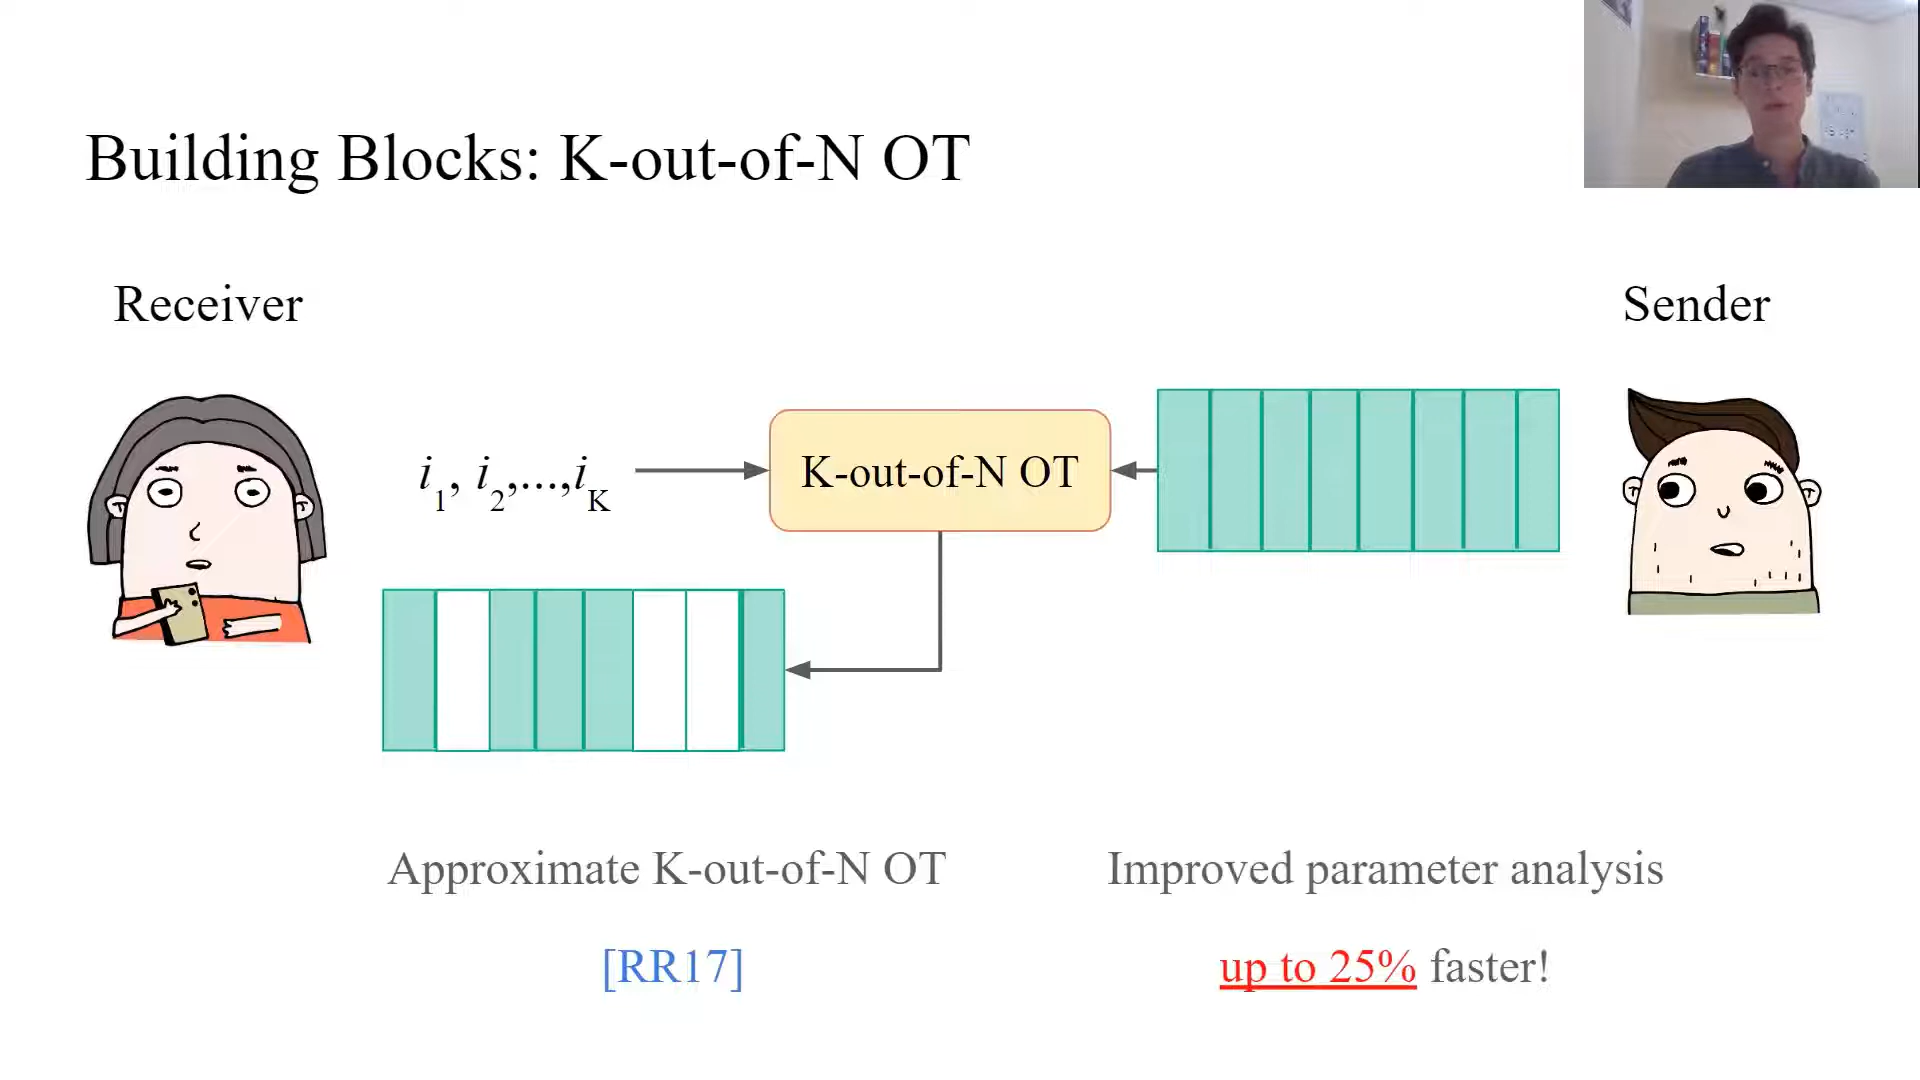 Building Blocks: K-out-of-N OT
Receiver
Sender
i1, i2,...,iK
K-out-of-N OT
Approximate K-out-of-N OT
Improved parameter analysis
[RR17]
up to 25% faster!